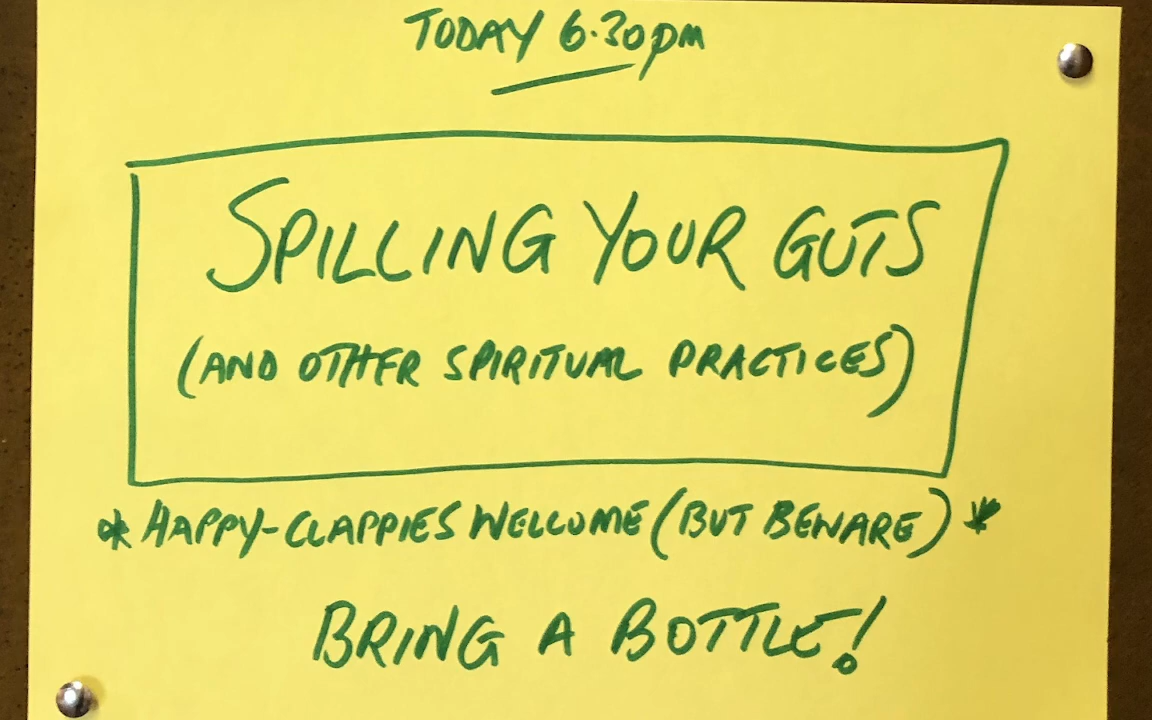 TODAY 6.30pm
SPILLING YOUR GUTS
(AND OTHER SPIRITUAL PRACTICES)
* HAPPY-CLAPPIES WELCOME (BUT BEWARE) *
BRING A BOTTLE!